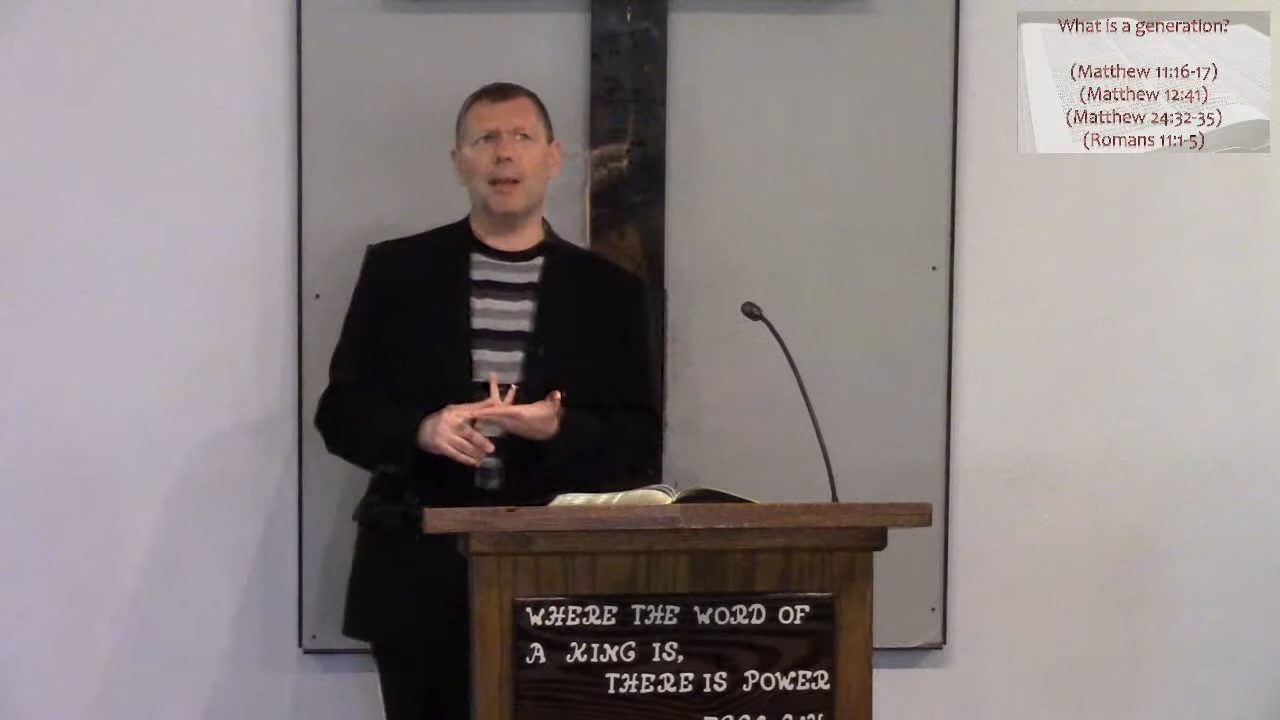 What is a generation?
(Matthew 11:16-17)
(Matthew 12:41)
(Matthew 24:32-35)
(Romans 11:1-5)
WHERE THE WORD OF
A KING IS,
THERE IS POWER